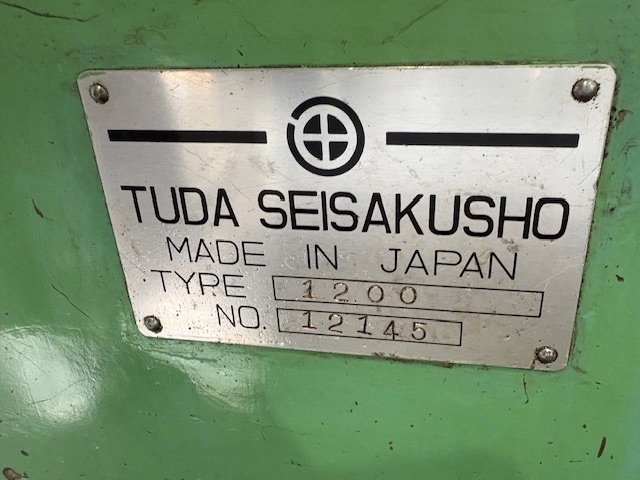 TUDA SEISAKUSHO
MADE IN JAPAN
TYPE 1200
NO. 12145